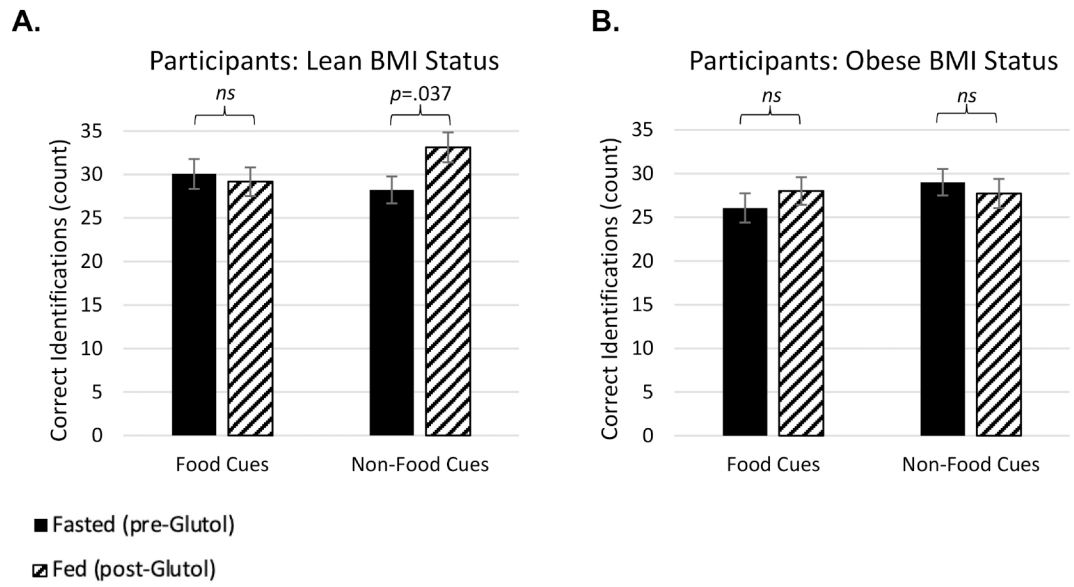 A.
Participants: Lean BMI Status
ns
p=.037
35
30
25
20
15
10
5
0
Correct Identifications (count)
Food Cues
Non-Food Cues
B.
Participants: Obese BMI Status
ns
ns
35
30
25
20
15
10
5
0
Correct Identifications (count)
Food Cues
Non-Food Cues
Fasted (pre-Glutol)
Fed (post-Glutol)